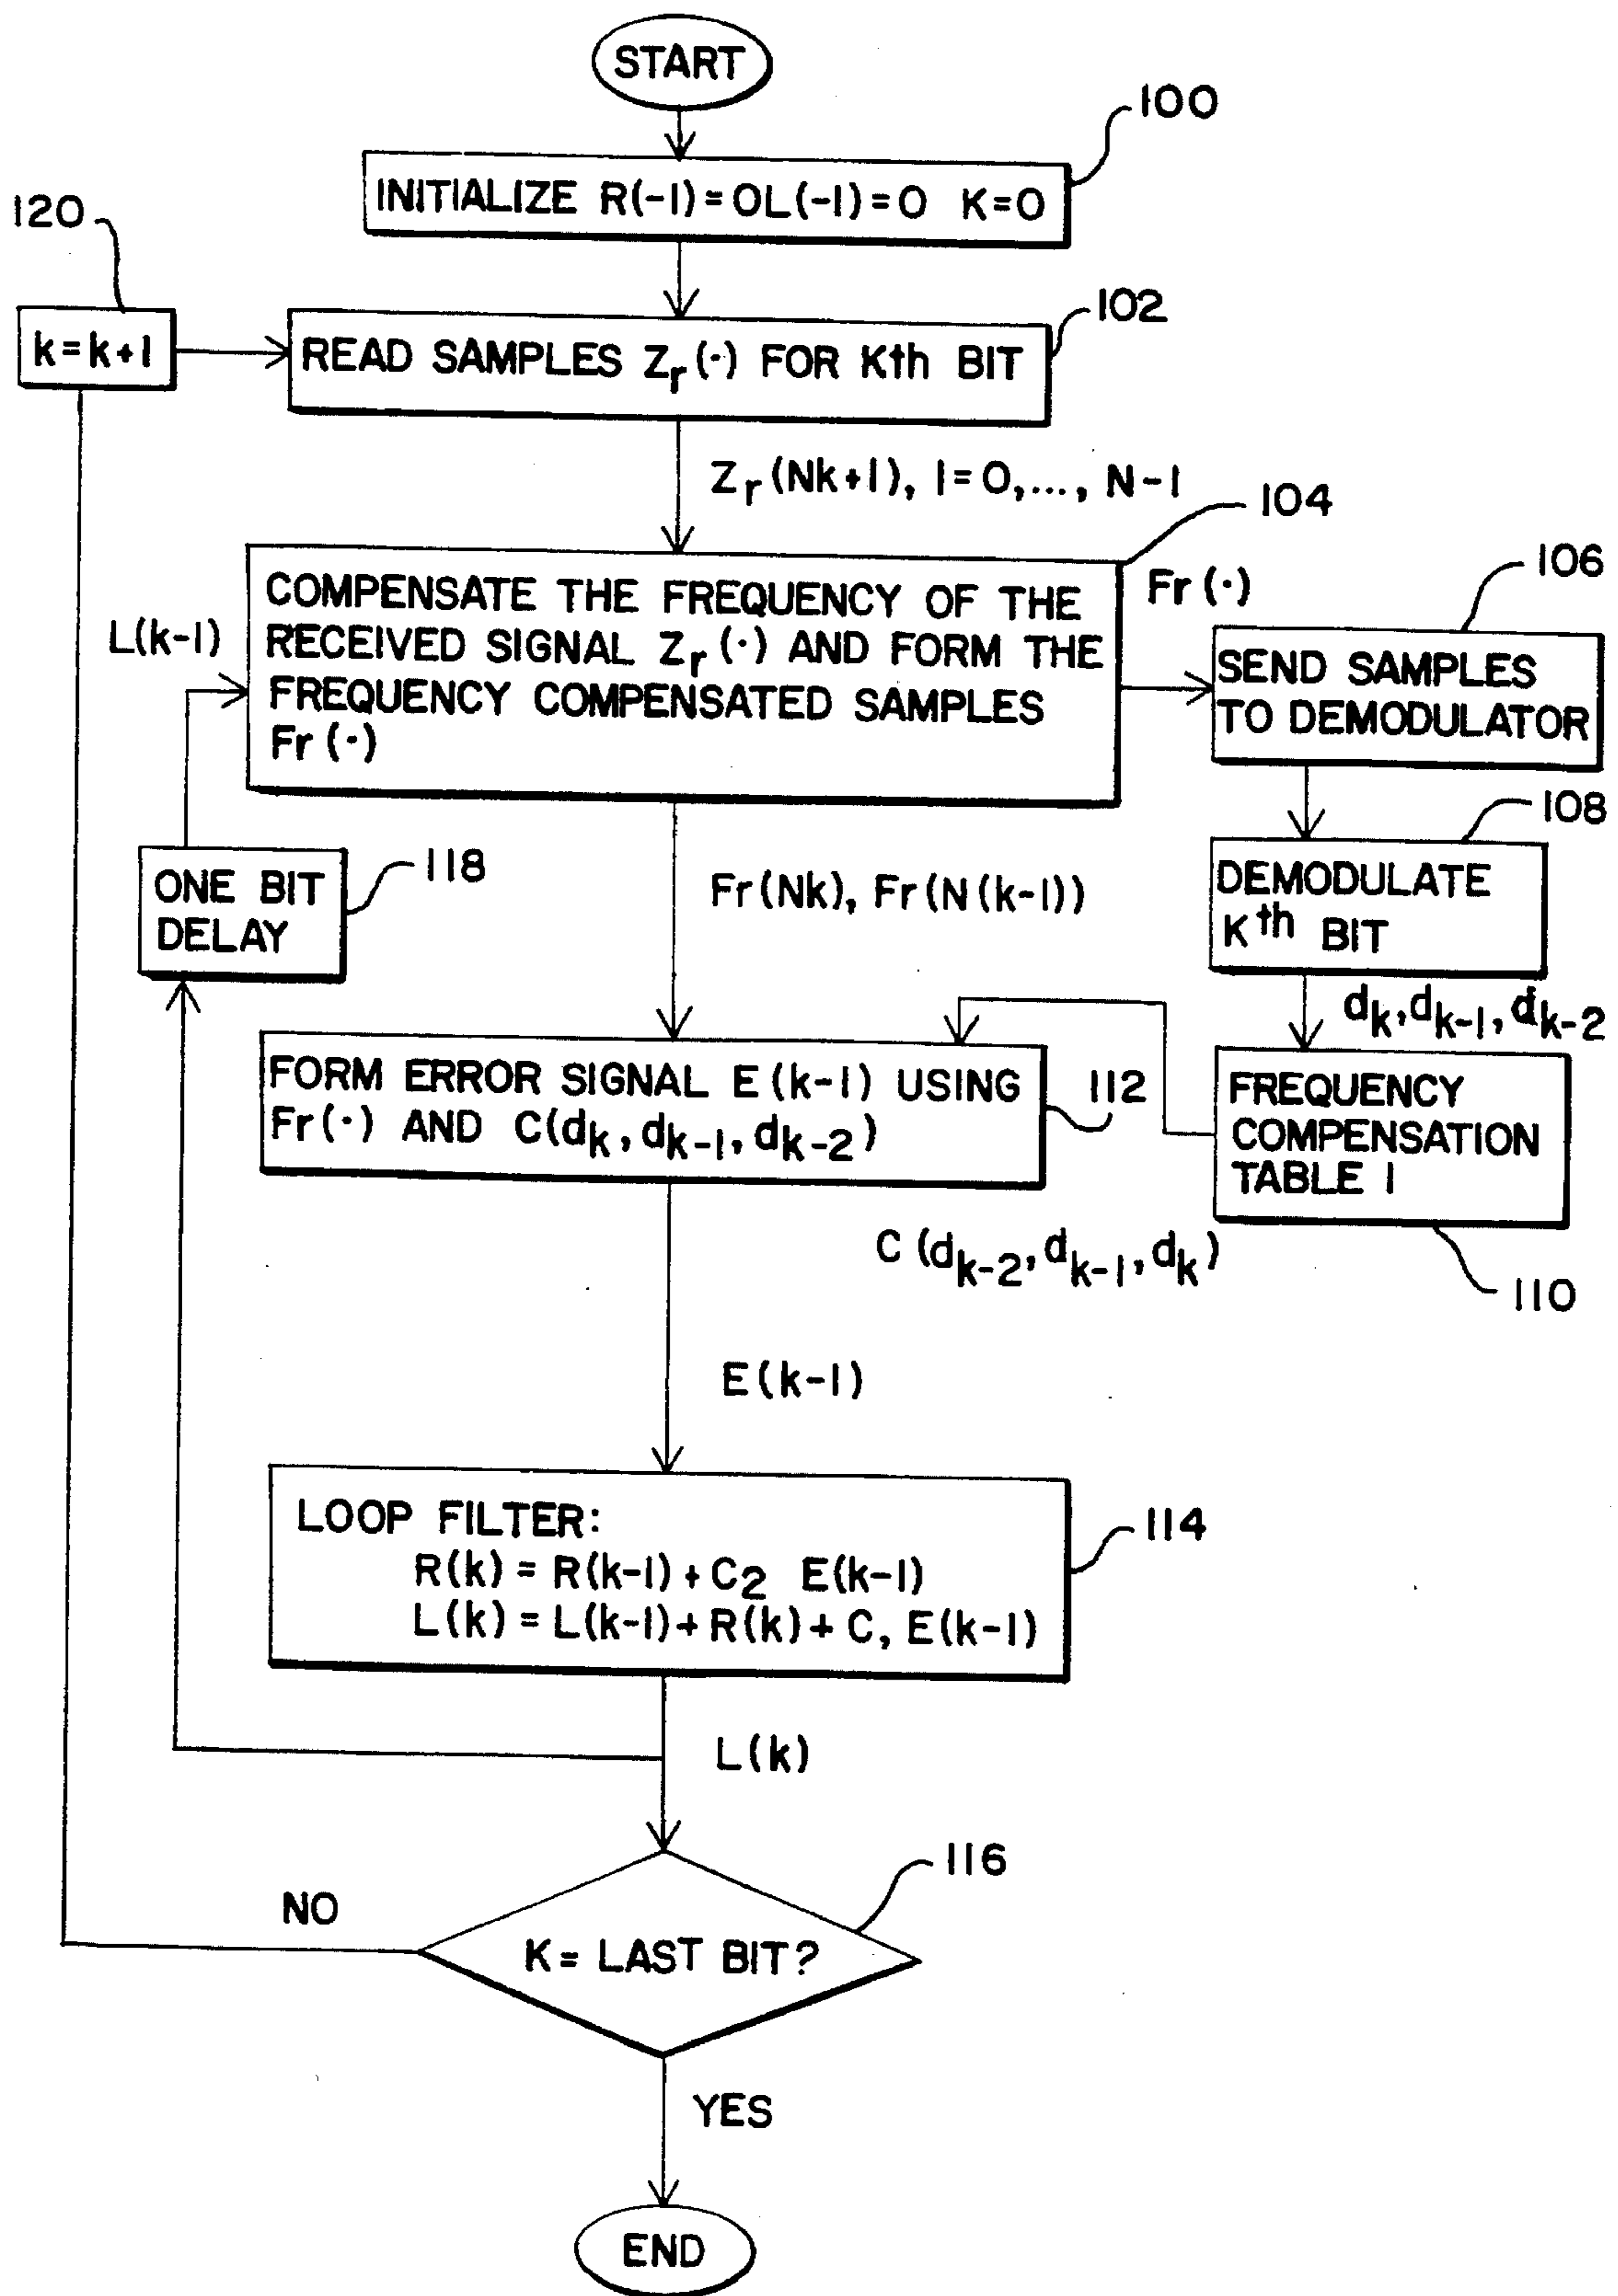 START
100
INITIALIZE R(-1)=0L(-1)=0 K=0
120
k=k+1
102
READ SAMPLES Zr(·) FOR Kth BIT
Zr(Nk+l), l=0,..., N-1
104
COMPENSATE THE FREQUENCY OF THE
RECEIVED SIGNAL Zr(·) AND FORM THE
FREQUENCY COMPENSATED SAMPLES
Fr(·)
Fr(·)
106
L(k-1)
SEND SAMPLES
TO DEMODULATOR
108
ONE BIT
DELAY
118
Fr(Nk), Fr(N(k-1))
DEMODULATE
Kth BIT
dk,dk-1,dk-2
FORM ERROR SIGNAL E(k-1) USING
Fr(·) AND C(dk,dk-1,dk-2)
112
FREQUENCY
COMPENSATION
TABLE 1
C(dk-2,dk-1,dk)
110
E(k-1)
LOOP FILTER:
R(k) = R(k-1)+C2 E(k-1)
L(k) = L(k-1)+R(k)+C, E(k-1)
114
L(k)
116
NO
K= LAST BIT?
YES
END